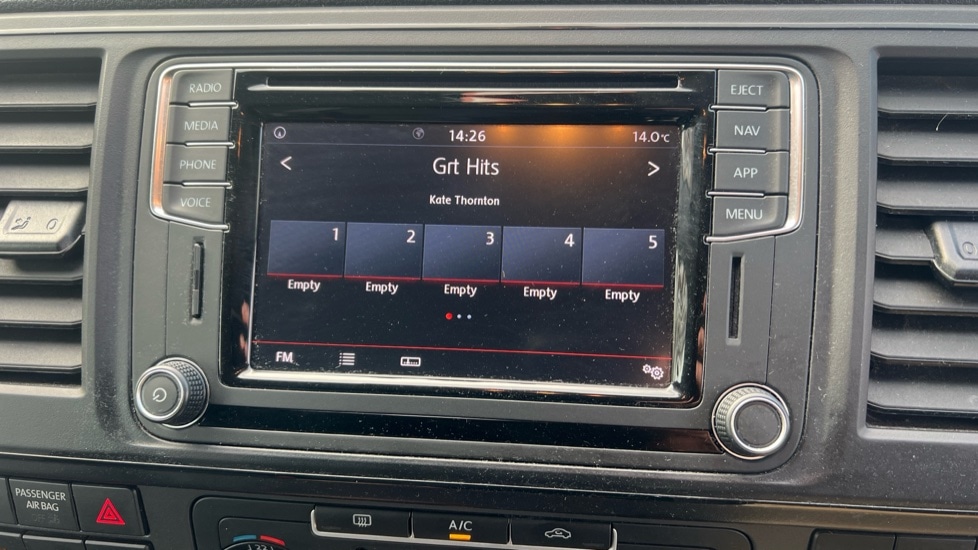 RADIO
MEDIA
PHONE
VOICE
EJECT
NAV
APP
MENU
14:26
14.0°C
<
Grt Hits
>
Kate Thornton
1 2 3 4 5
Empty Empty Empty Empty Empty
FM
PASSENGER
AIR BAG
A/C